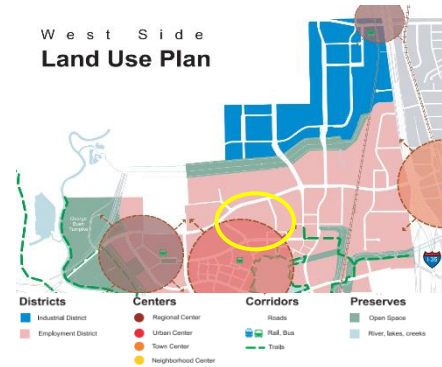 West Side
Land Use Plan
I-35
Districts
Industrial District
Employment District
Centers
Regional Center
Urban Center
Town Center
Neighborhood Center
Corridors
Roads
Rail, Bus
Trails
Preserves
Open Space
River, lakes, creeks